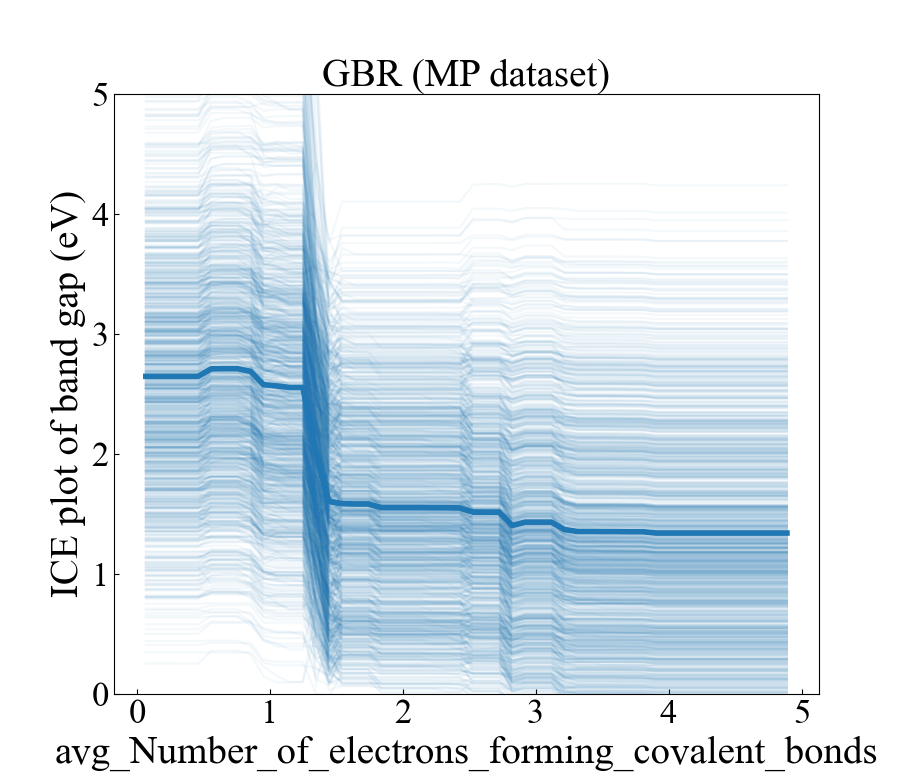 GBR (MP dataset)
ICE plot of band gap (eV)
5
4
3
2
1
0
0 1 2 3 4 5
avg_Number_of_electrons_forming_covalent_bonds